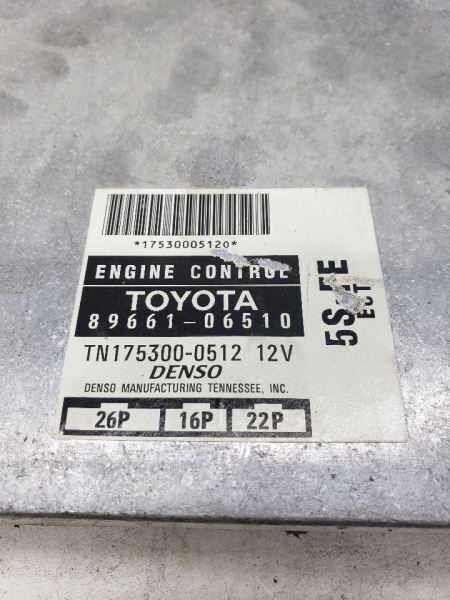 *17530005120*
ENGINE CONTROL
TOYOTA
89661-06510
TN175300-0512 12V
DENSO
DENSO MANUFACTURING TENNESSEE, INC.
26P 16P 22P
5S-FE
ECT